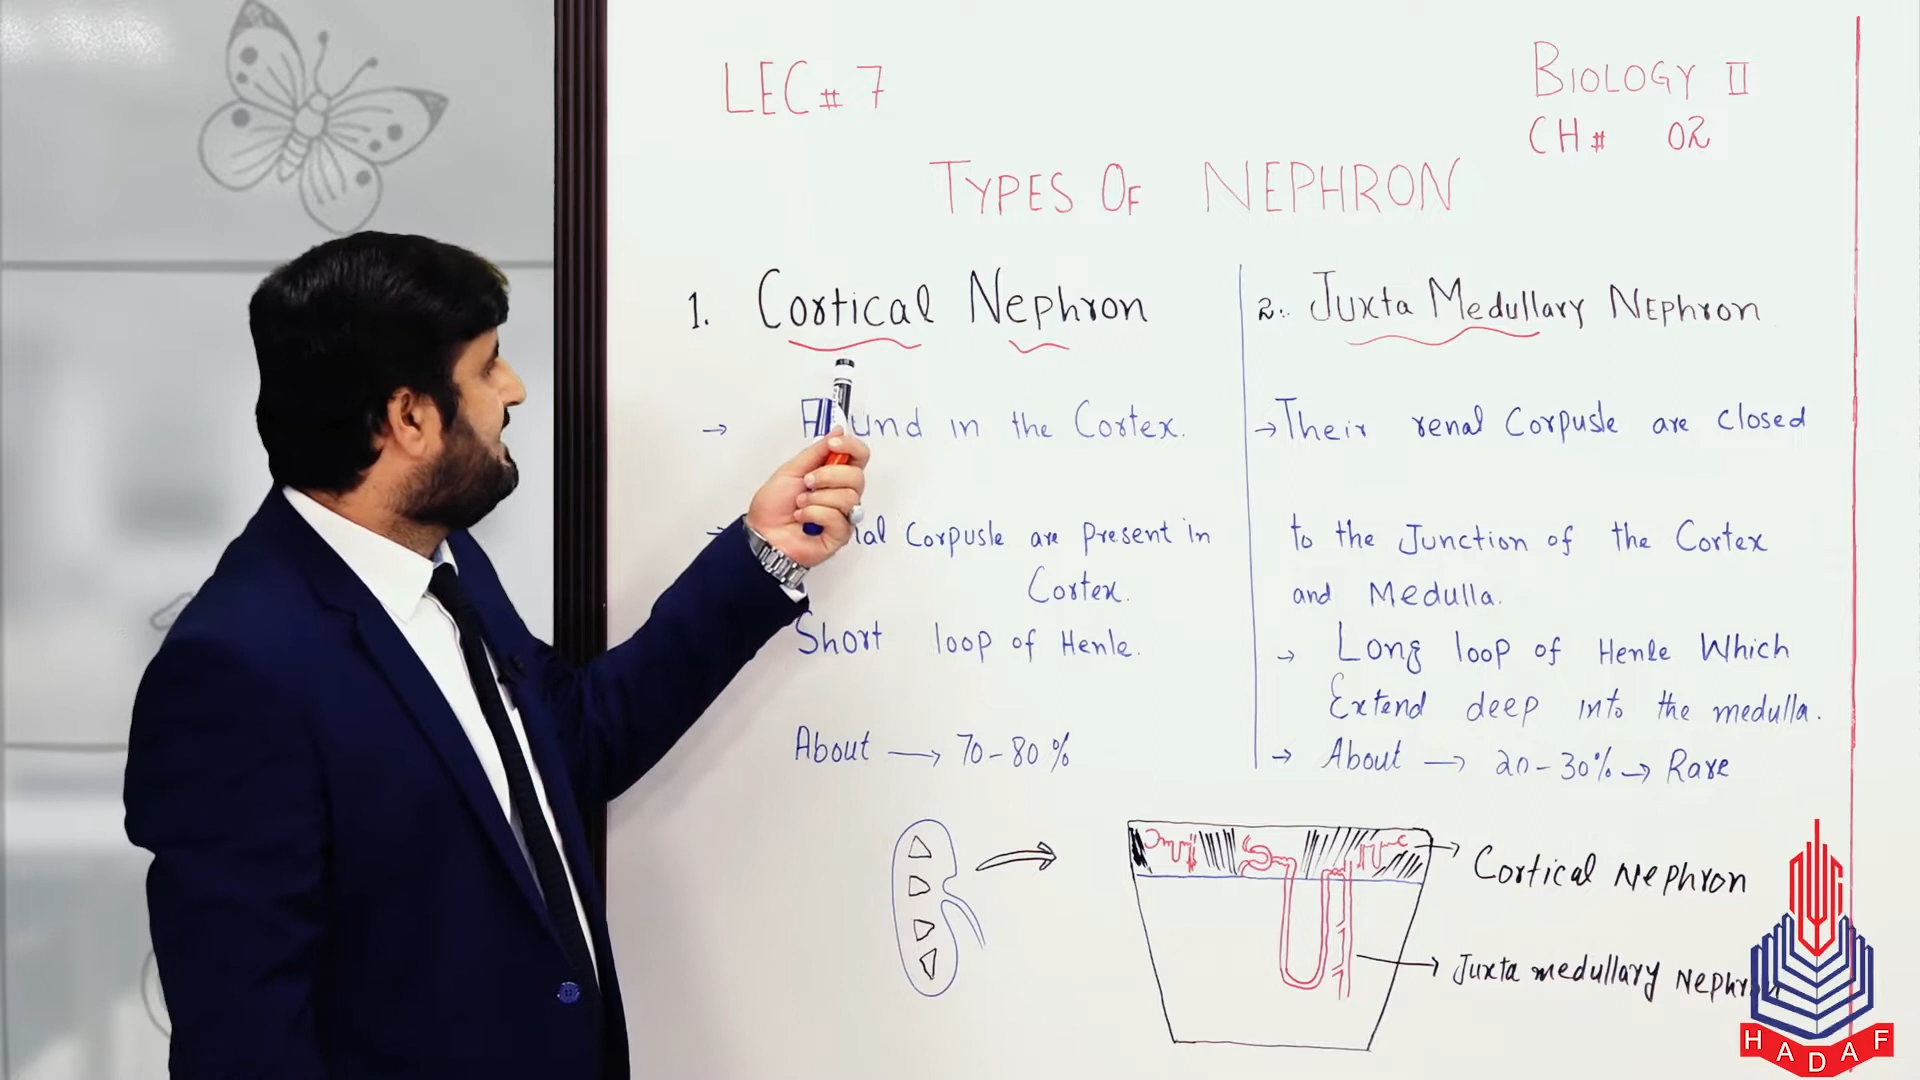 LEC# 7
BIOLOGY II
CH# 02
TYPES OF NEPHRON
1. Cortical Nephron
→ und in the Cortex.
Corpusle are present in
Cortex.
Short loop of Henle.
About → 70-80%
2. Juxta Medullary Nephron
→ Their renal Corpusle are closed
to the Junction of the Cortex
and Medulla.
→ Long loop of Henle Which
Extend deep into the medulla.
→ About → 20-30% → Rare
Cortical Nephron
Juxta medullary Nephron
HADAF